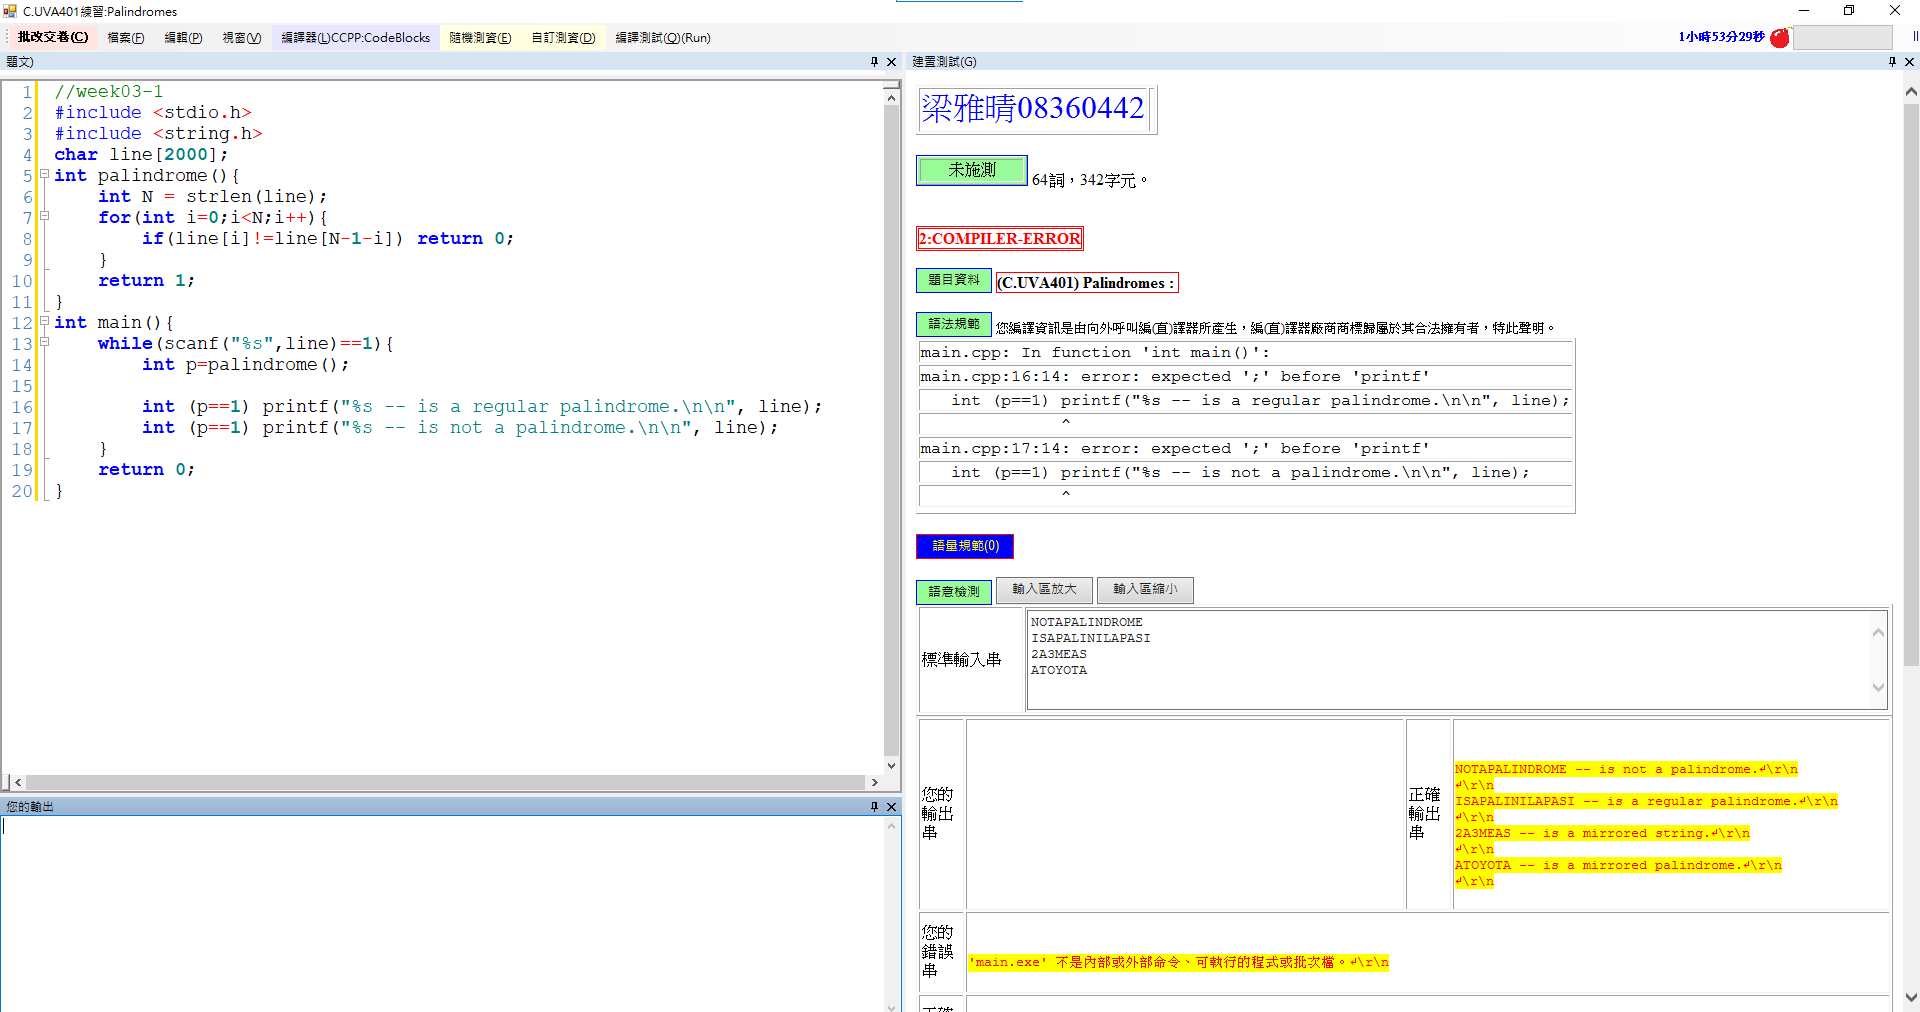 C.UVA401練習:Palindromes
批改交卷(C) 檔案(F) 編輯(P) 視窗(V) 編譯器(L)CCPP:CodeBlocks 隨機測資(E) 自訂測資(D) 編譯測試(Q)(Run) 1小時53分29秒
題文)
1 //week03-1
2 #include <stdio.h>
3 #include <string.h>
4 char line[2000];
5 int palindrome(){
6 int N = strlen(line);
7 for(int i=0;i<N;i++){
8 if(line[i]!=line[N-1-i]) return 0;
9 }
10 return 1;
11 }
12 int main(){
13 while(scanf("%s",line)==1){
14 int p=palindrome();
15
16 int (p==1) printf("%s -- is a regular palindrome.\n\n", line);
17 int (p==1) printf("%s -- is not a palindrome.\n\n", line);
18 }
19 return 0;
20 }
您的輸出
建置測試(G)
梁雅晴08360442
未施測 64詞，342字元。
2:COMPILER-ERROR
題目資料 (C.UVA401) Palindromes :
語法規範 您編譯資訊是由向外呼叫編(直)譯器所產生，編(直)譯器廠商商標歸屬於其合法擁有者，特此聲明。
main.cpp: In function 'int main()':
main.cpp:16:14: error: expected ';' before 'printf'
int (p==1) printf("%s -- is a regular palindrome.\n\n", line);
^
main.cpp:17:14: error: expected ';' before 'printf'
int (p==1) printf("%s -- is not a palindrome.\n\n", line);
^
語量規範(0)
語意檢測 輸入區放大 輸入區縮小
標準輸入串
NOTAPALINDROME
ISAPALINILAPASI
2A3MEAS
ATOYOTA
您的
輸出
串
正確
輸出
串
NOTAPALINDROME -- is not a palindrome.↲\r\n
↲\r\n
ISAPALINILAPASI -- is a regular palindrome.↲\r\n
↲\r\n
2A3MEAS -- is a mirrored string.↲\r\n
↲\r\n
ATOYOTA -- is a mirrored palindrome.↲\r\n
↲\r\n
您的
錯誤
串
'main.exe' 不是內部或外部命令、可執行的程式或批次檔。↲\r\n